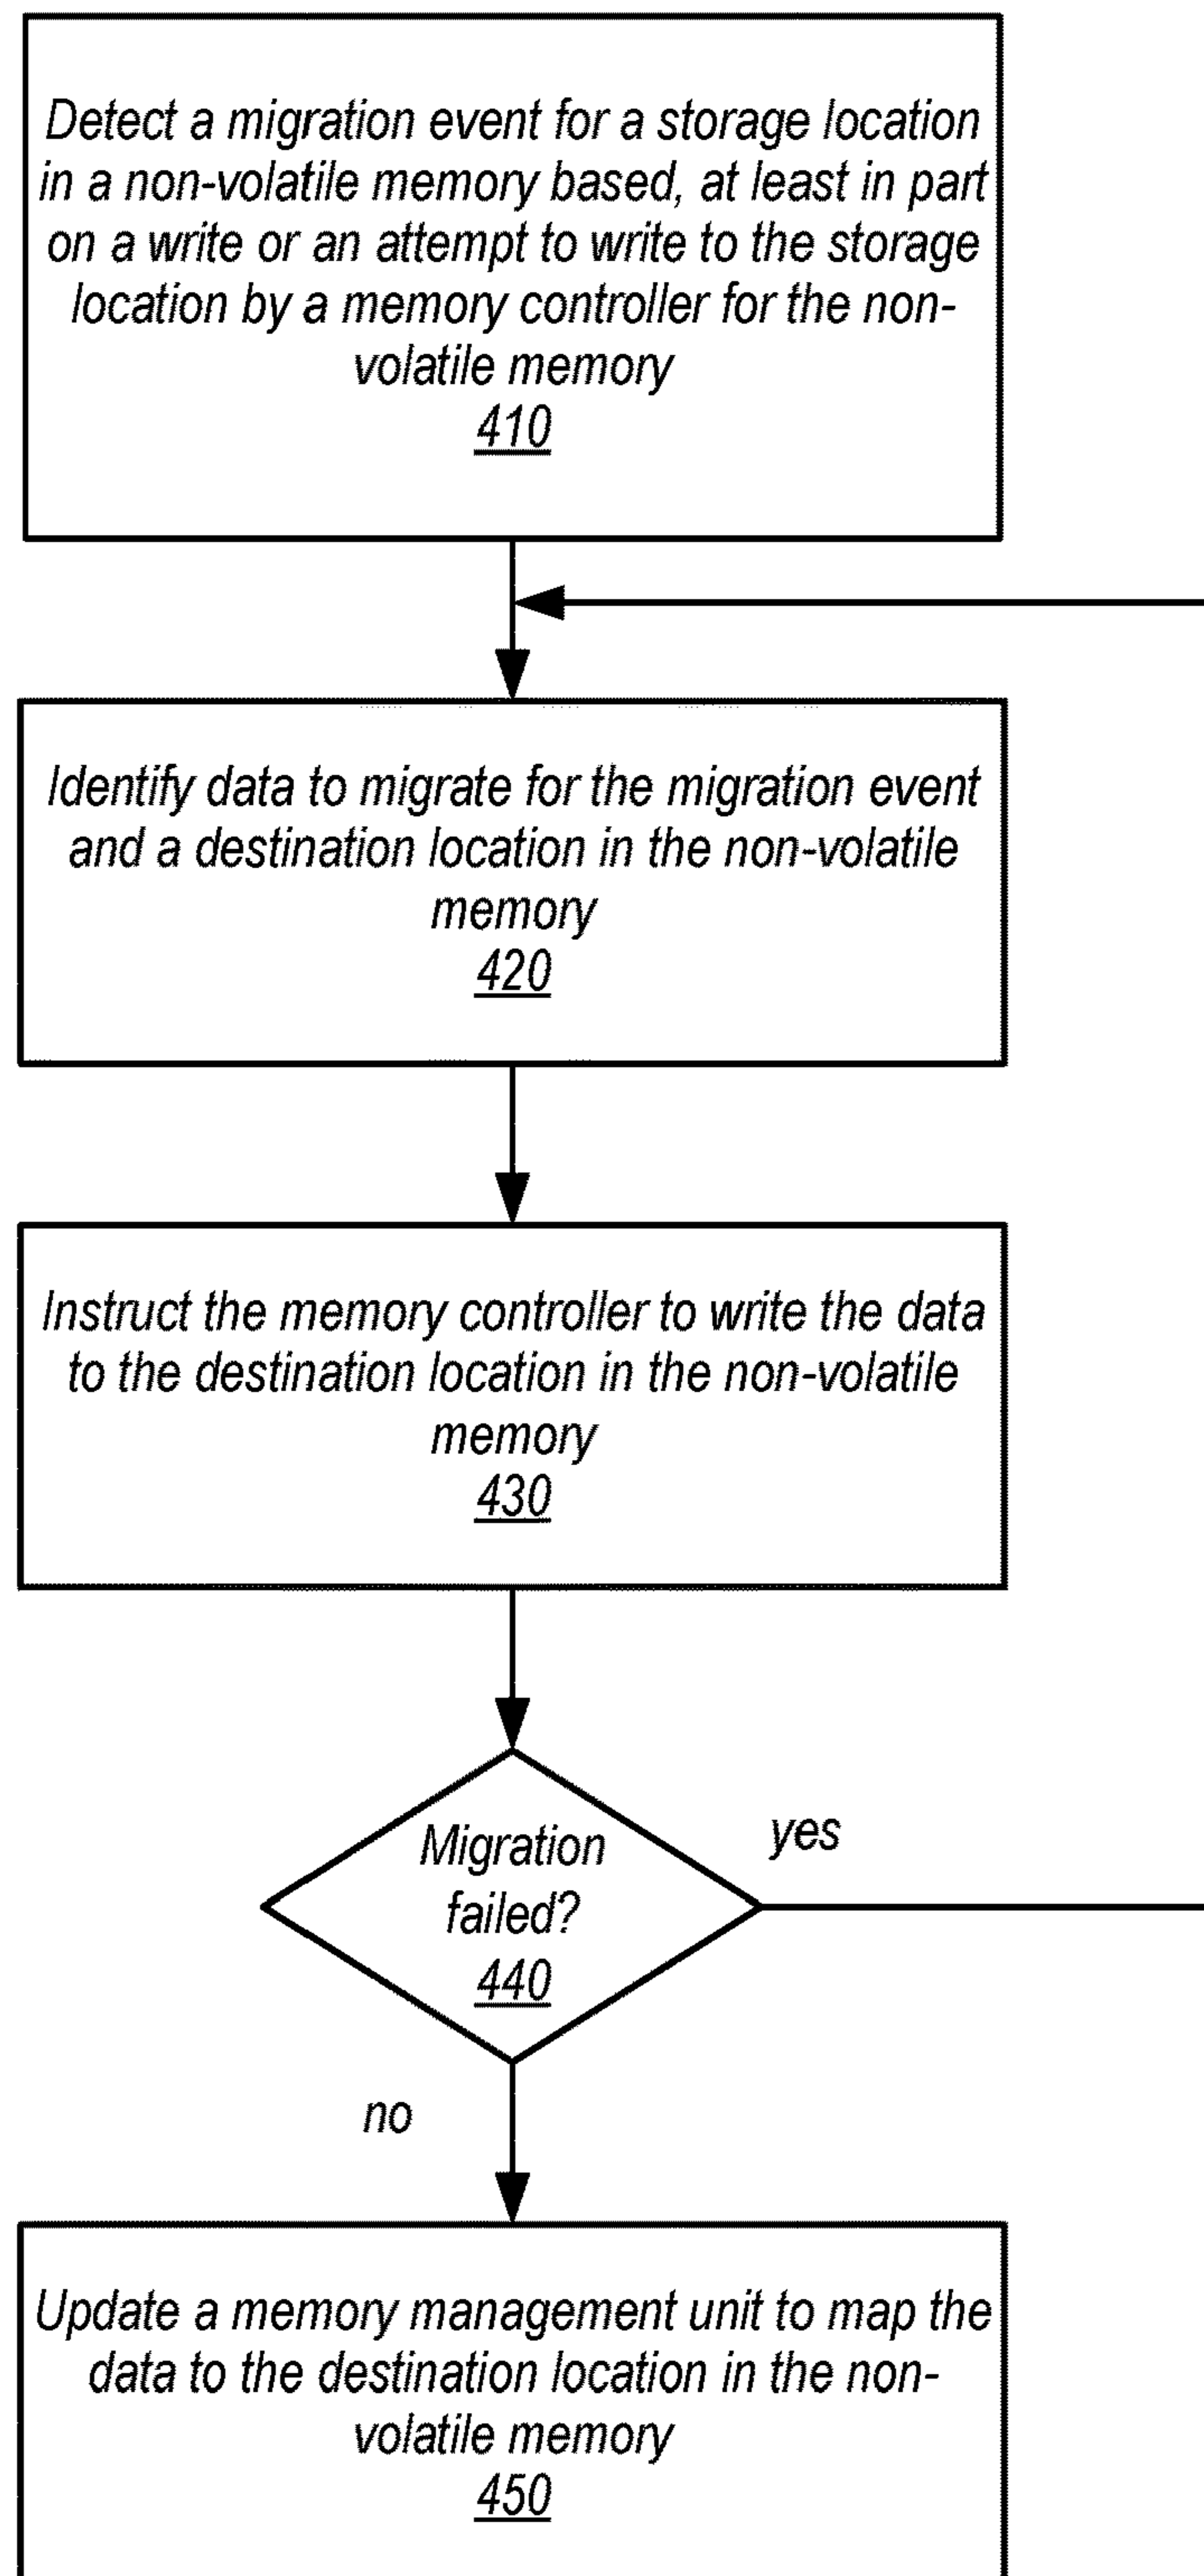 Detect a migration event for a storage location
in a non-volatile memory based, at least in part
on a write or an attempt to write to the storage
location by a memory controller for the non-
volatile memory
410
Identify data to migrate for the migration event
and a destination location in the non-volatile
memory
420
Instruct the memory controller to write the data
to the destination location in the non-volatile
memory
430
Migration
failed?
440
yes
no
Update a memory management unit to map the
data to the destination location in the non-
volatile memory
450